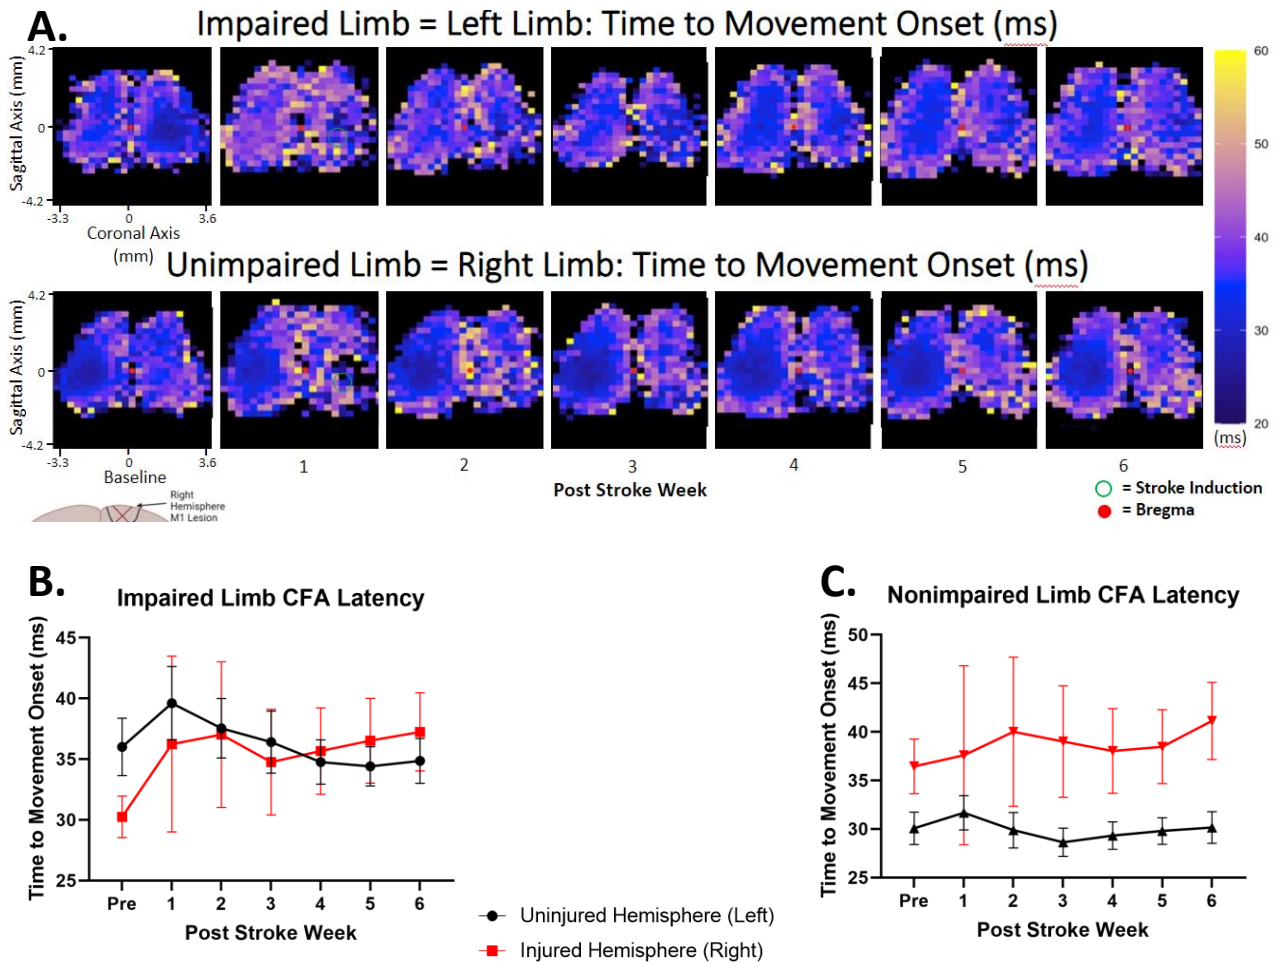 A.
Impaired Limb = Left Limb: Time to Movement Onset (ms)
Sagittal Axis (mm)
4.2
0
-4.2
-3.3 0 3.6
Coronal Axis
(mm)
60
50
40
30
20
(ms)
Unimpaired Limb = Right Limb: Time to Movement Onset (ms)
Sagittal Axis (mm)
4.2
0
-4.2
-3.3 0 3.6
Baseline 1 2 3 4 5 6
Post Stroke Week
= Stroke Induction
= Bregma
Right
Hemisphere
M1 Lesion
B.
Impaired Limb CFA Latency
Time to Movement Onset (ms)
45
40
35
30
25
Pre 1 2 3 4 5 6
Post Stroke Week
Uninjured Hemisphere (Left)
Injured Hemisphere (Right)
C.
Nonimpaired Limb CFA Latency
Time to Movement Onset (ms)
50
45
40
35
30
25
Pre 1 2 3 4 5 6
Post Stroke Week